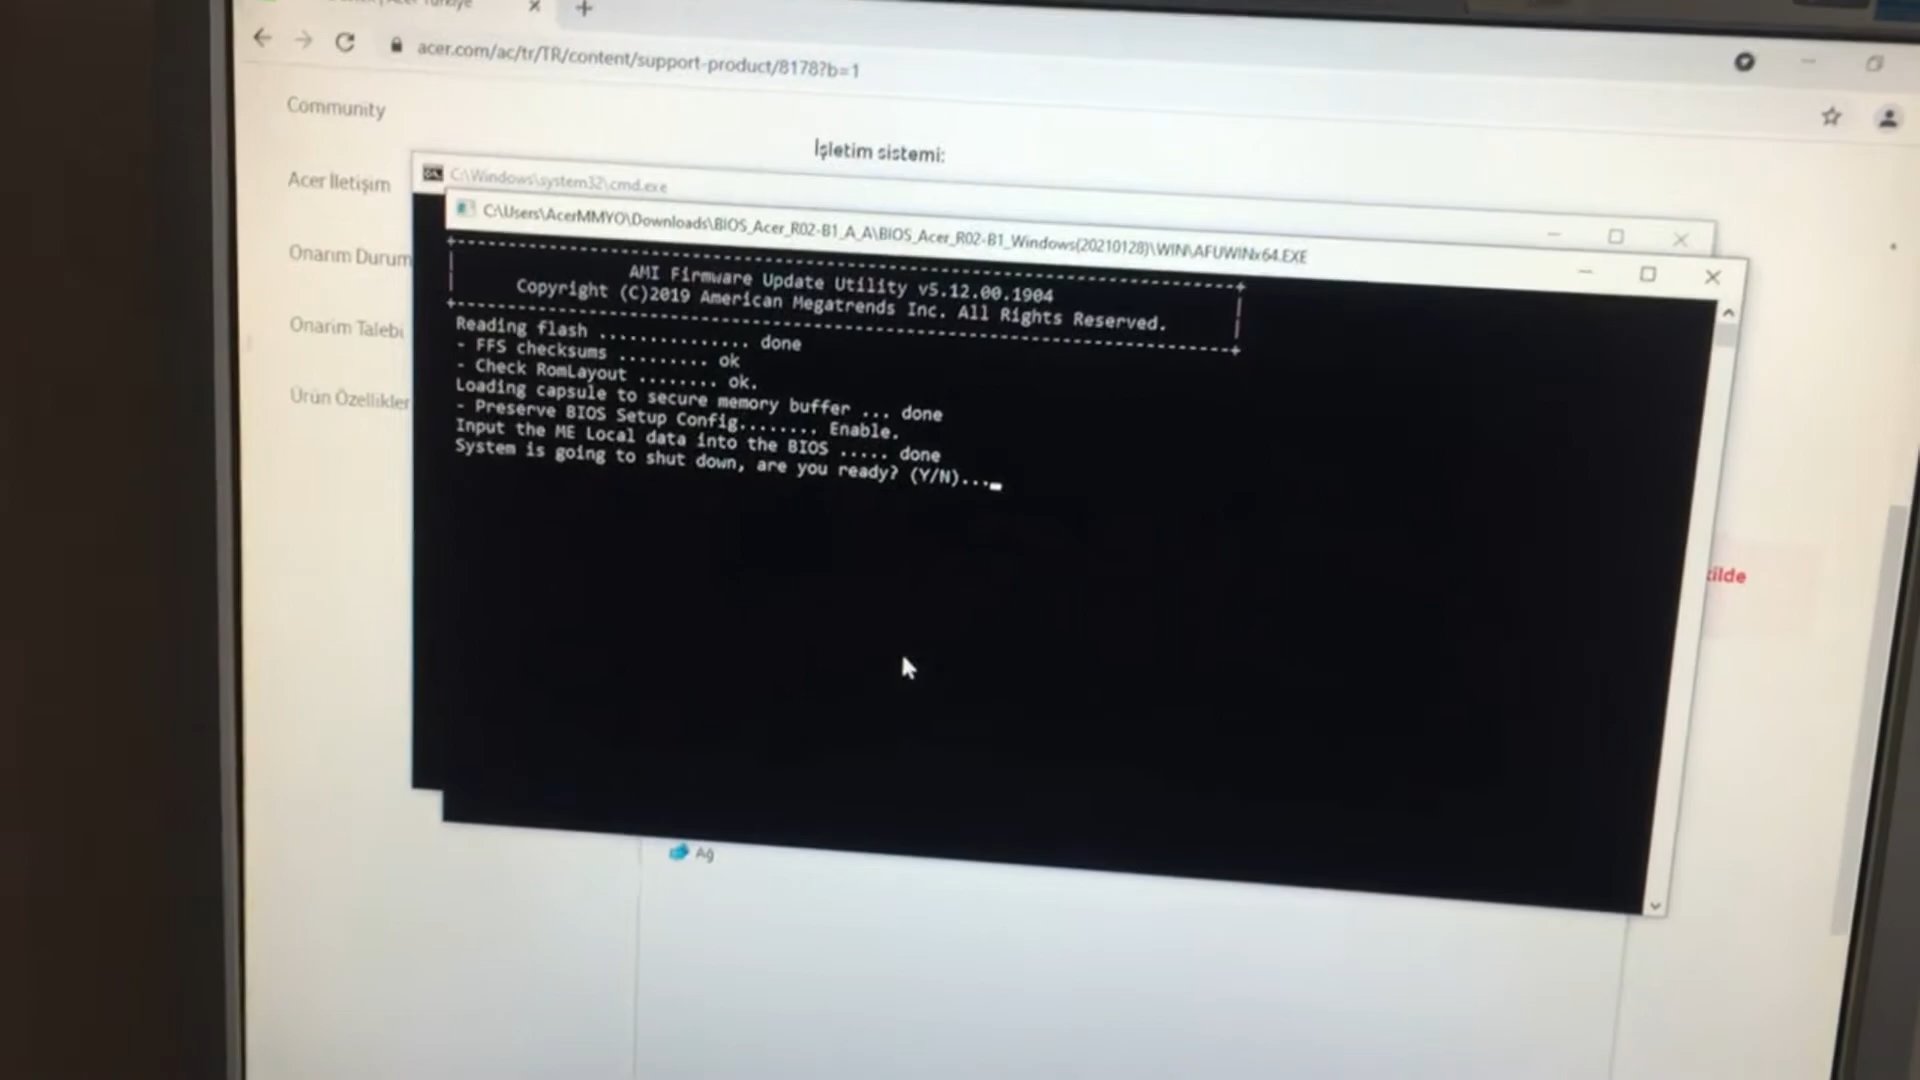 acer.com/ac/tr/TR/content/support-product/8178?b=1
Community
İşletim sistemi:
Acer İletişim
C:\Windows\system32\cmd.exe
C:\Users\AcerMMYO\Downloads\BIOS_Acer_R02-B1_A_A\BIOS_Acer_R02-B1_Windows(20210128)\WIN\AFUWINx64.EXE
Onarım Durum
Onarım Talebi
Ürün Özellikler
AMI Firmware Update Utility v5.12.00.1904
Copyright (C)2019 American Megatrends Inc. All Rights Reserved.
Reading flash ............... done
- FFS checksums ......... ok
- Check RomLayout ........ ok.
Loading capsule to secure memory buffer ... done
- Preserve BIOS Setup Config........ Enable.
Input the ME Local data into the BIOS ..... done
System is going to shut down, are you ready? (Y/N)...
Ağ